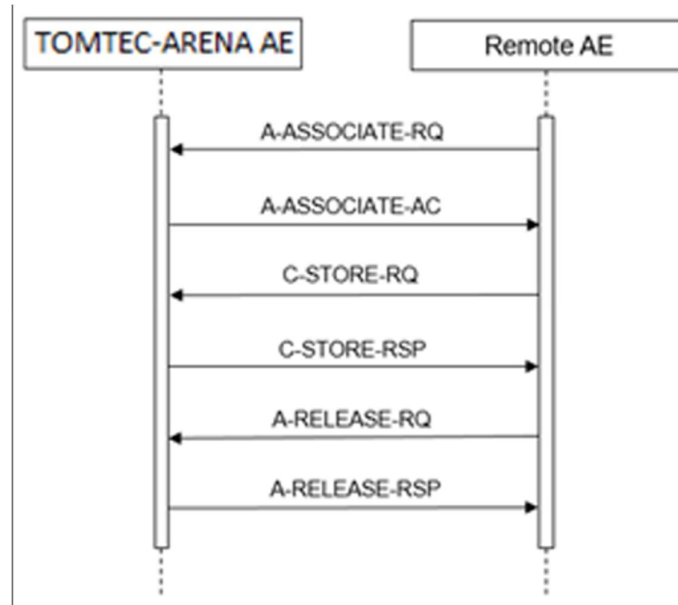 TOMTEC-ARENA AE
Remote AE
A-ASSOCIATE-RQ
A-ASSOCIATE-AC
C-STORE-RQ
C-STORE-RSP
A-RELEASE-RQ
A-RELEASE-RSP